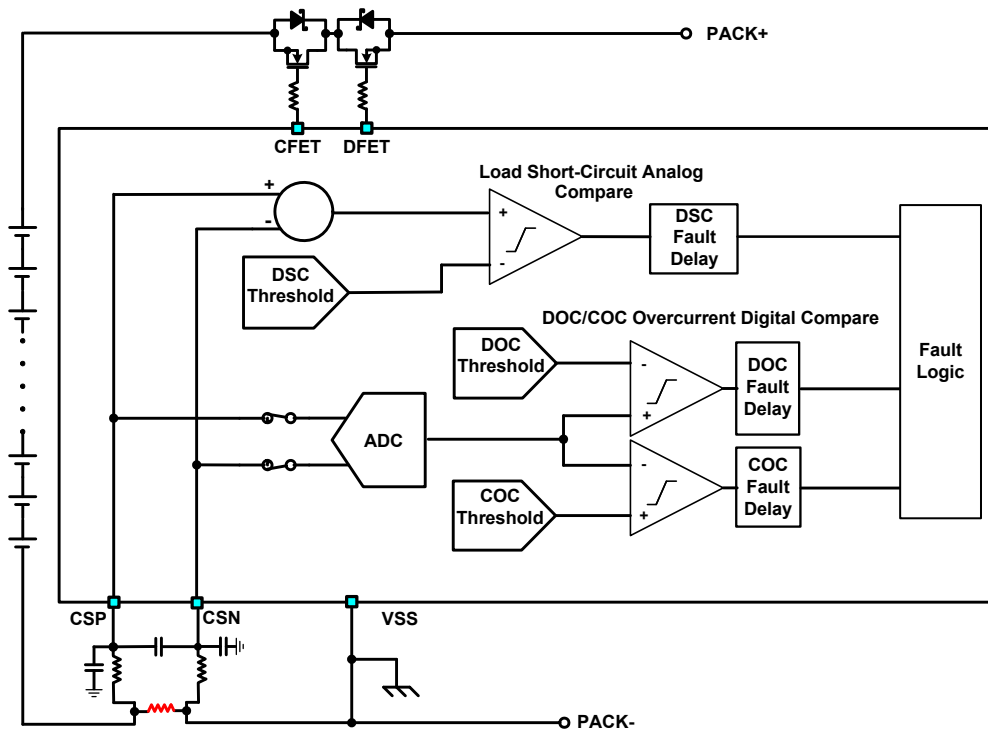 PACK+
CFET
DFET
Load Short-Circuit Analog
Compare
+
-
+
-
DSC
Threshold
DSC
Fault
Delay
DOC/COC Overcurrent Digital Compare
DOC
Threshold
-
+
DOC
Fault
Delay
Fault
Logic
ADC
-
+
COC
Threshold
COC
Fault
Delay
CSP
CSN
VSS
PACK-